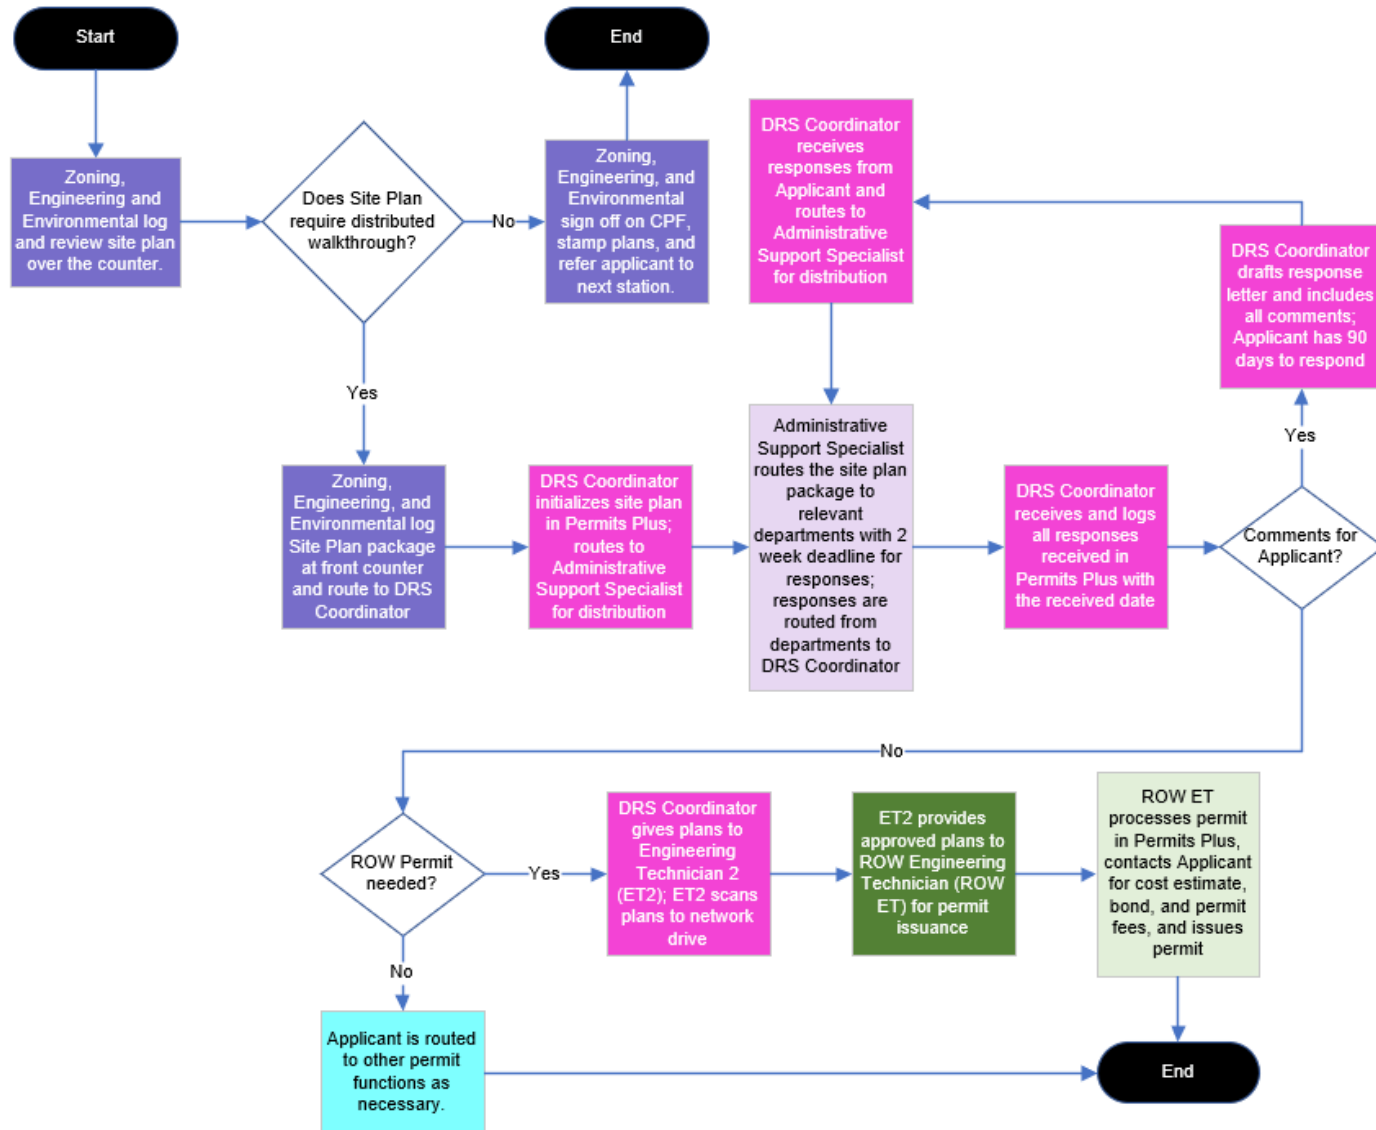 Start
End
Zoning,
Engineering and
Environmental log
and review site plan
over the counter.
Does Site Plan
require distributed
walkthrough?
No
Zoning,
Engineering, and
Environmental
sign off on CPF,
stamp plans, and
refer applicant to
next station.
DRS Coordinator
receives
responses from
Applicant and
routes to
Administrative
Support Specialist
for distribution
DRS Coordinator
drafts response
letter and includes
all comments;
Applicant has 90
days to respond
Yes
Zoning,
Engineering, and
Environmental log
Site Plan package
at front counter
and route to DRS
Coordinator
DRS Coordinator
initializes site plan
in Permits Plus;
routes to
Administrative
Support Specialist
for distribution
Administrative
Support Specialist
routes the site plan
package to
relevant
departments with 2
week deadline for
responses;
responses are
routed from
departments to
DRS Coordinator
DRS Coordinator
receives and logs
all responses
received in
Permits Plus with
the received date
Yes
Comments for
Applicant?
No
ROW Permit
needed?
Yes
DRS Coordinator
gives plans to
Engineering
Technician 2
(ET2); ET2 scans
plans to network
drive
ET2 provides
approved plans to
ROW Engineering
Technician (ROW
ET) for permit
issuance
ROW ET
processes permit
in Permits Plus,
contacts Applicant
for cost estimate,
bond, and permit
fees, and issues
permit
No
Applicant is routed
to other permit
functions as
necessary.
End